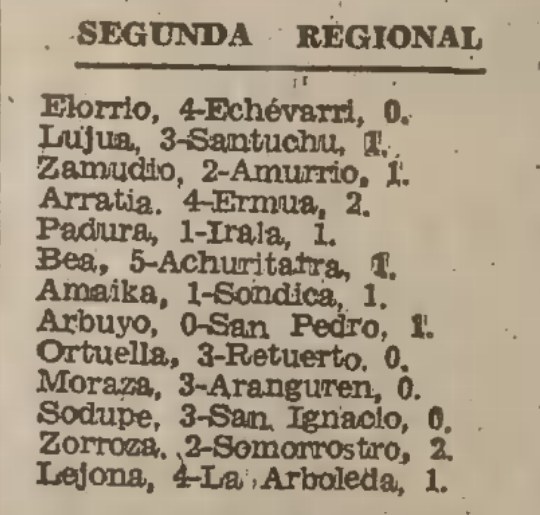 SEGUNDA REGIONAL
Elorrio, 4-Echévarri, 0.
Lujua, 3-Santuchu, 1.
Zamudio, 2-Amurrio, 1.
Arratia. 4-Ermua, 2.
Padura, 1-Irala, 1.
Bea, 5-Achuritarra, 1.
Amaika, 1-Sondica, 1.
Arbuyo, 0-San Pedro, 1.
Ortuella, 3-Retuerto. 0.
Moraza, 3-Aranguren, 0.
Sodupe, 3-San Ignacio, 0.
Zorroza. 2-Somorrostro, 2.
Lejona, 4-La Arboleda, 1.